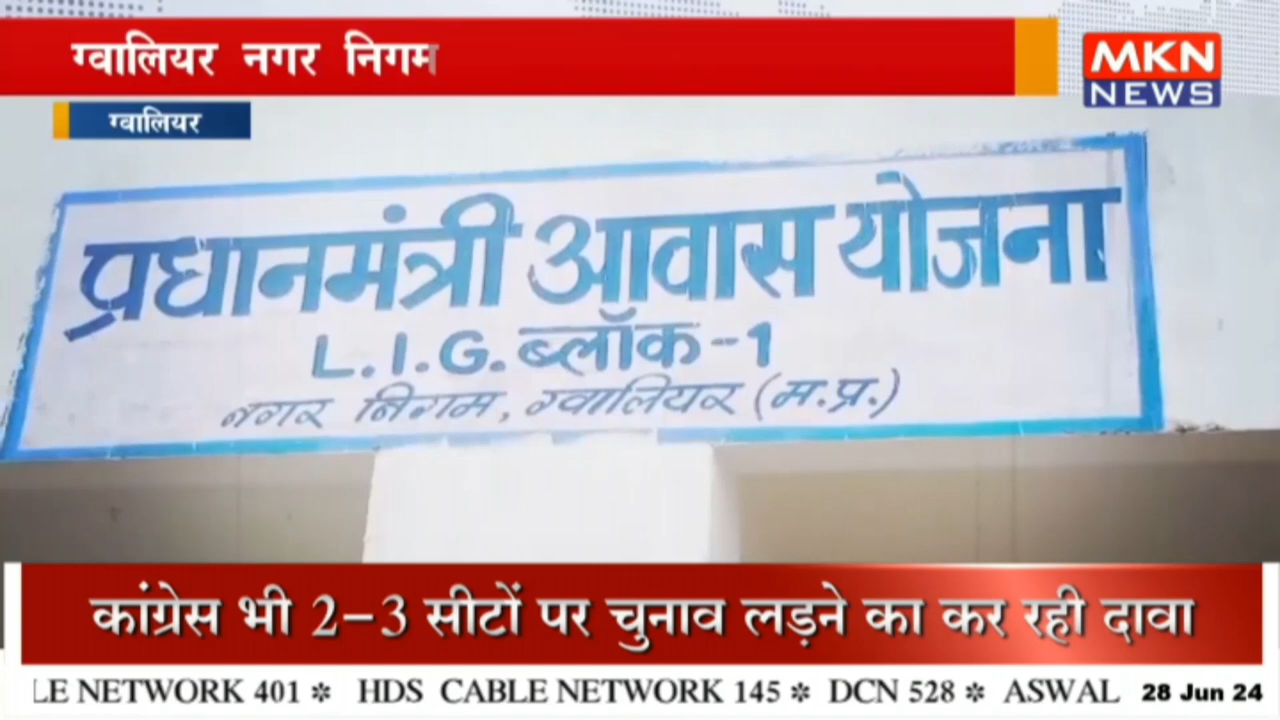 ग्वालियर नगर निगम
MKN
NEWS
ग्वालियर
प्रधानमंत्री आवास योजना
L.I.G. ब्लॉक-1
नगर निगम, ग्वालियर (म.प्र.)
कांग्रेस भी 2-3 सीटों पर चुनाव लड़ने का कर रही दावा
LE NETWORK 401 * HDS CABLE NETWORK 145 * DCN 528 * ASWAL 28 Jun 24